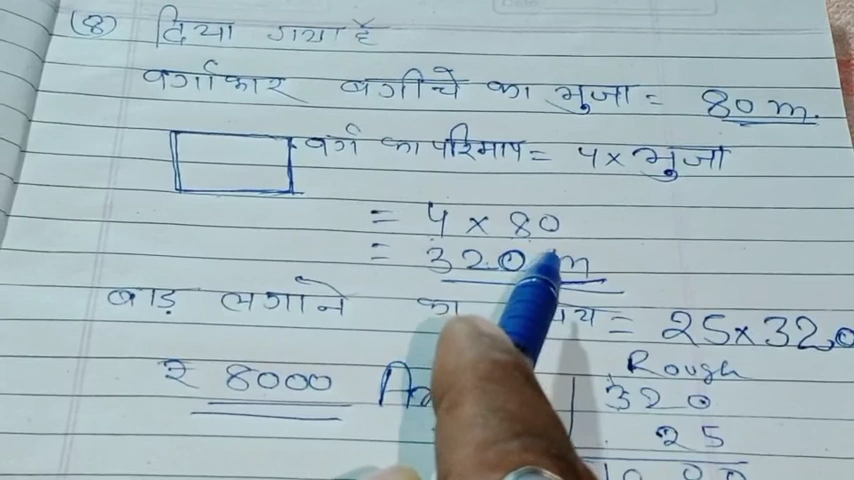 (8) दिया गया है
वर्गाकार बगीचे का भुजा = 80 m.
वर्ग का परिमाप = 4 × भुजा
= 4 × 80
= 320 m
बाड़ लगाने का = 25×320
₹ 8000
Rough
320
25